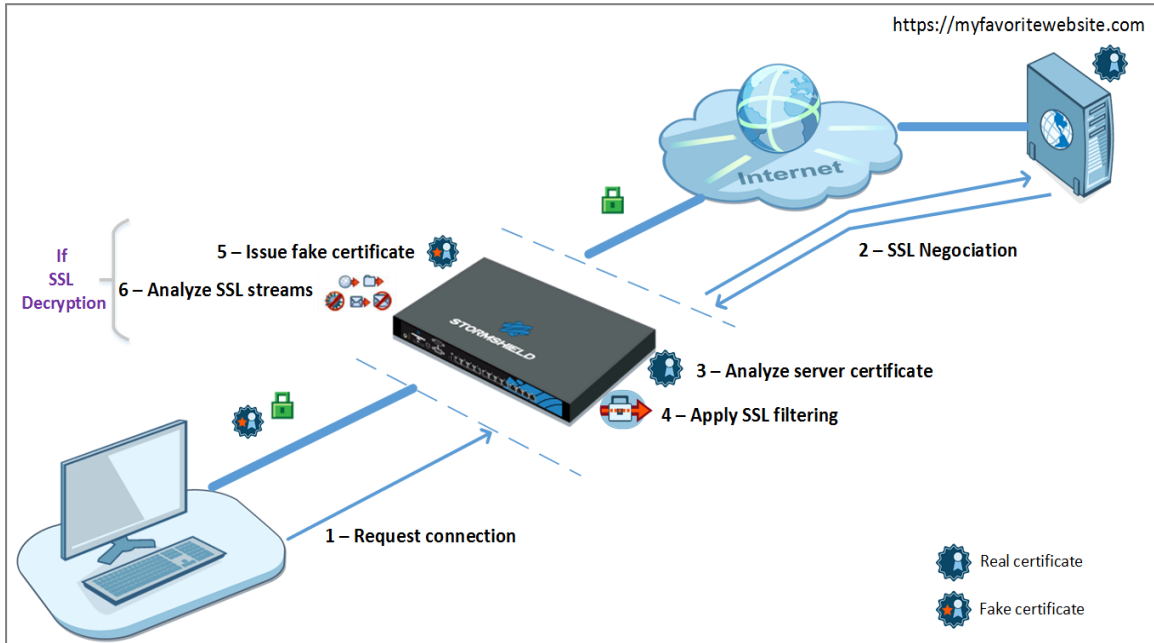 https://myfavoritewebsite.com
Internet
2 – SSL Negociation
5 – Issue fake certificate
If
SSL
Decryption
6 – Analyze SSL streams
STORMSHIELD
3 – Analyze server certificate
4 – Apply SSL filtering
1 – Request connection
Real certificate
Fake certificate